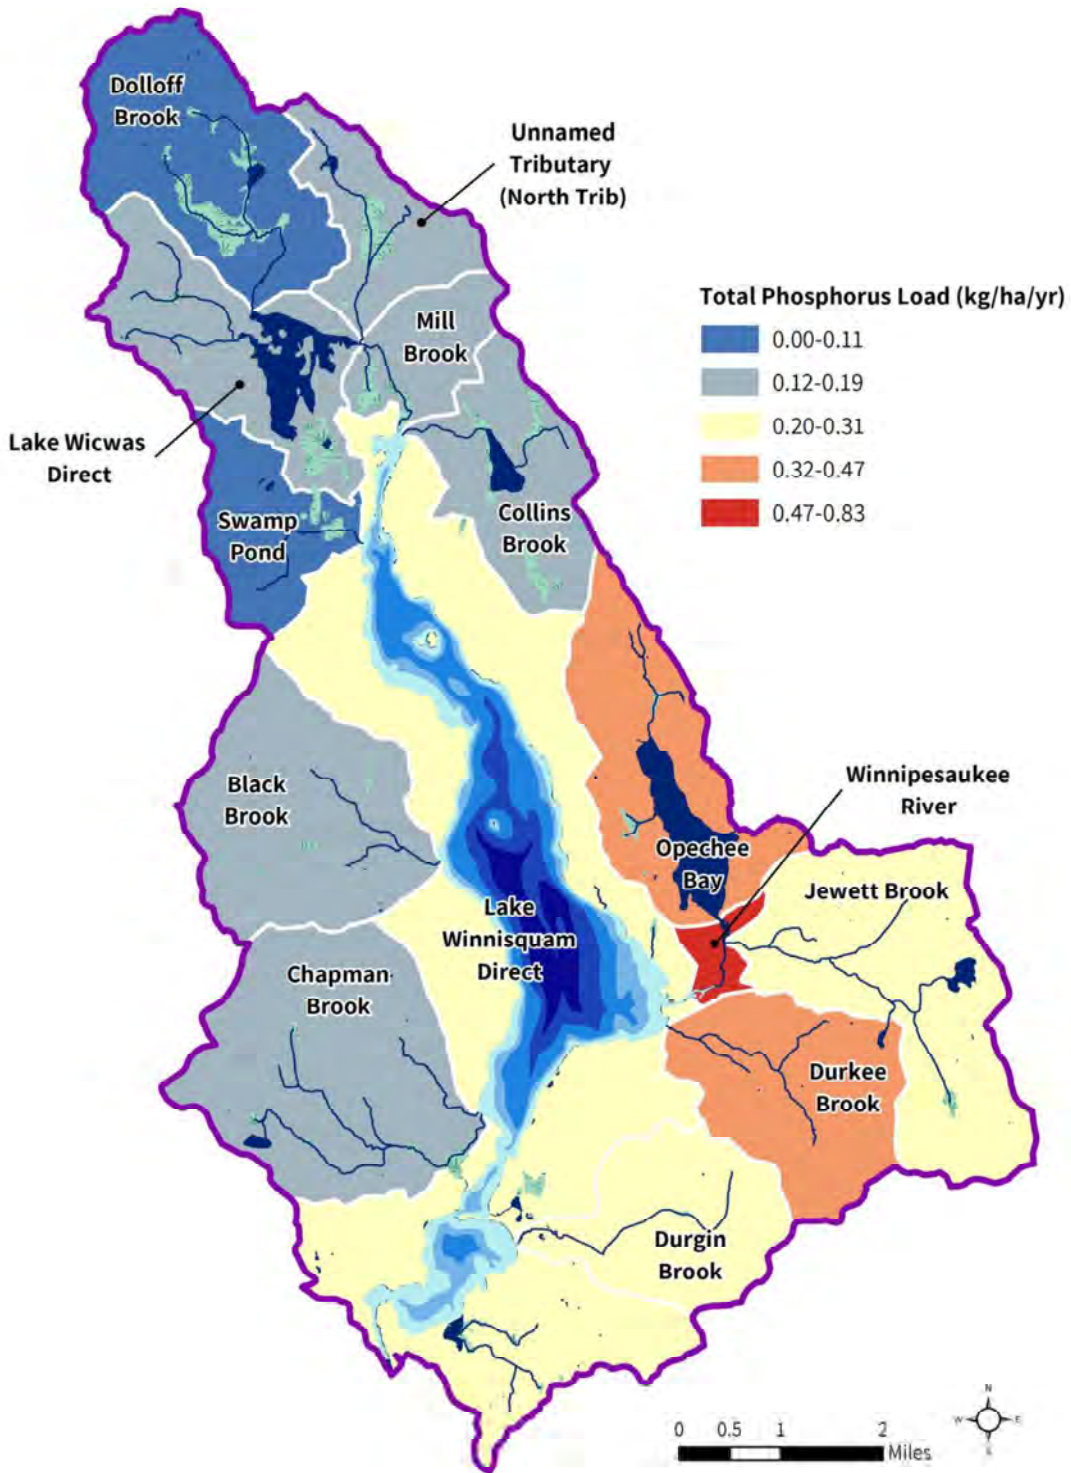 Dolloff
Brook
Unnamed
Tributary
(North Trib)
Total Phosphorus Load (kg/ha/yr)
0.00-0.11
0.12-0.19
0.20-0.31
0.32-0.47
0.47-0.83
Mill
Brook
Lake Wicwas
Direct
Swamp
Pond
Collins
Brook
Black
Brook
Winnipesaukee
River
Opechee
Bay
Jewett Brook
Lake
Winnisquam
Direct
Chapman
Brook
Durkee
Brook
Durgin
Brook
0 0.5 1 2
Miles
N
W E